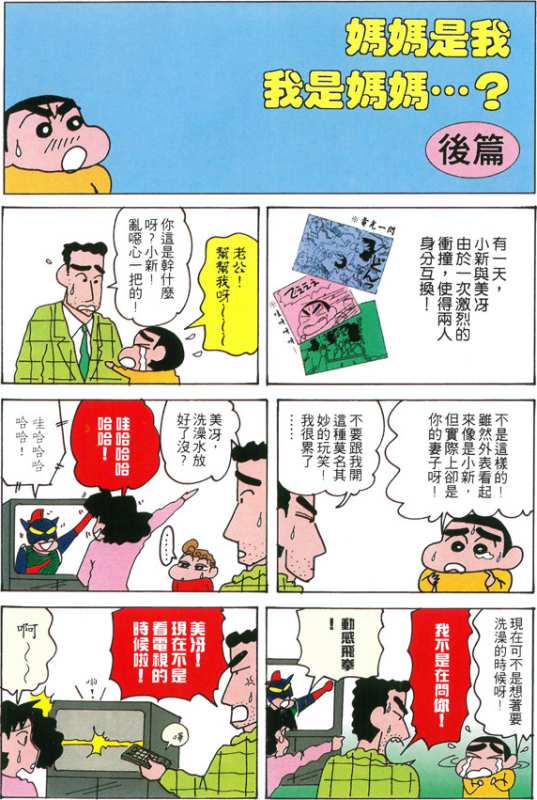 媽媽是我
我是媽媽…?
後篇
有一天，
小新與美冴
由於一次激烈的
衝撞，使得兩人
身分互換！
老公！
幫幫我呀～～～～
你這是幹什麼
呀？小新！
亂噁心一把的！
不是這樣的！
雖然外表看起
來像是小新，
但實際上卻是
你的妻子呀！
不要跟我開
這種莫名其
妙的玩笑！
我很累了
……
美冴，
洗澡水放
好了沒？
哇哈哈哈
哈哈！
哇哈哈哈
哈哈！
現在可不是想著要
洗澡的時候呀！
我不是在問你！
動感飛拳
！
美冴！
現在不是
看電視的
時候啦！
啊